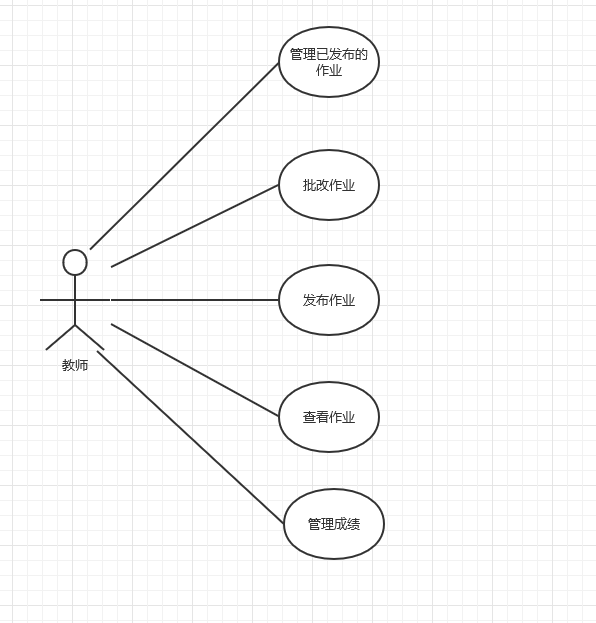 管理已发布的
作业
批改作业
发布作业
教师
查看作业
管理成绩